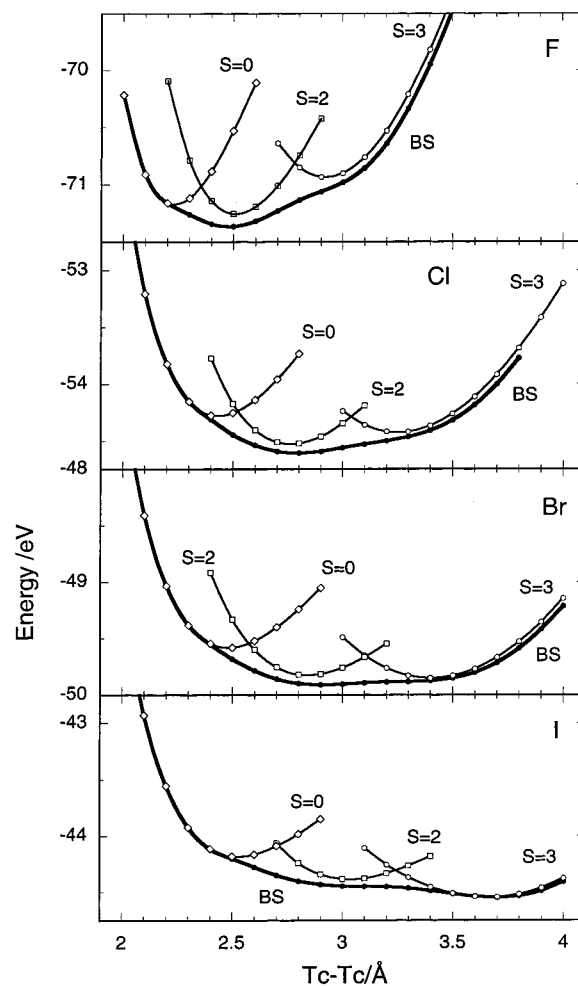 S=3
F
-70
S=0
S=2
BS
-71
-53
Cl
S=3
S=0
-54
S=2
BS
-48
Br
S=2
S=0
-49
S=3
BS
-50
I
-43
S=0
S=2
-44
S=3
BS
Energy /eV
2
2.5
3
3.5
4
Tc-Tc/Å